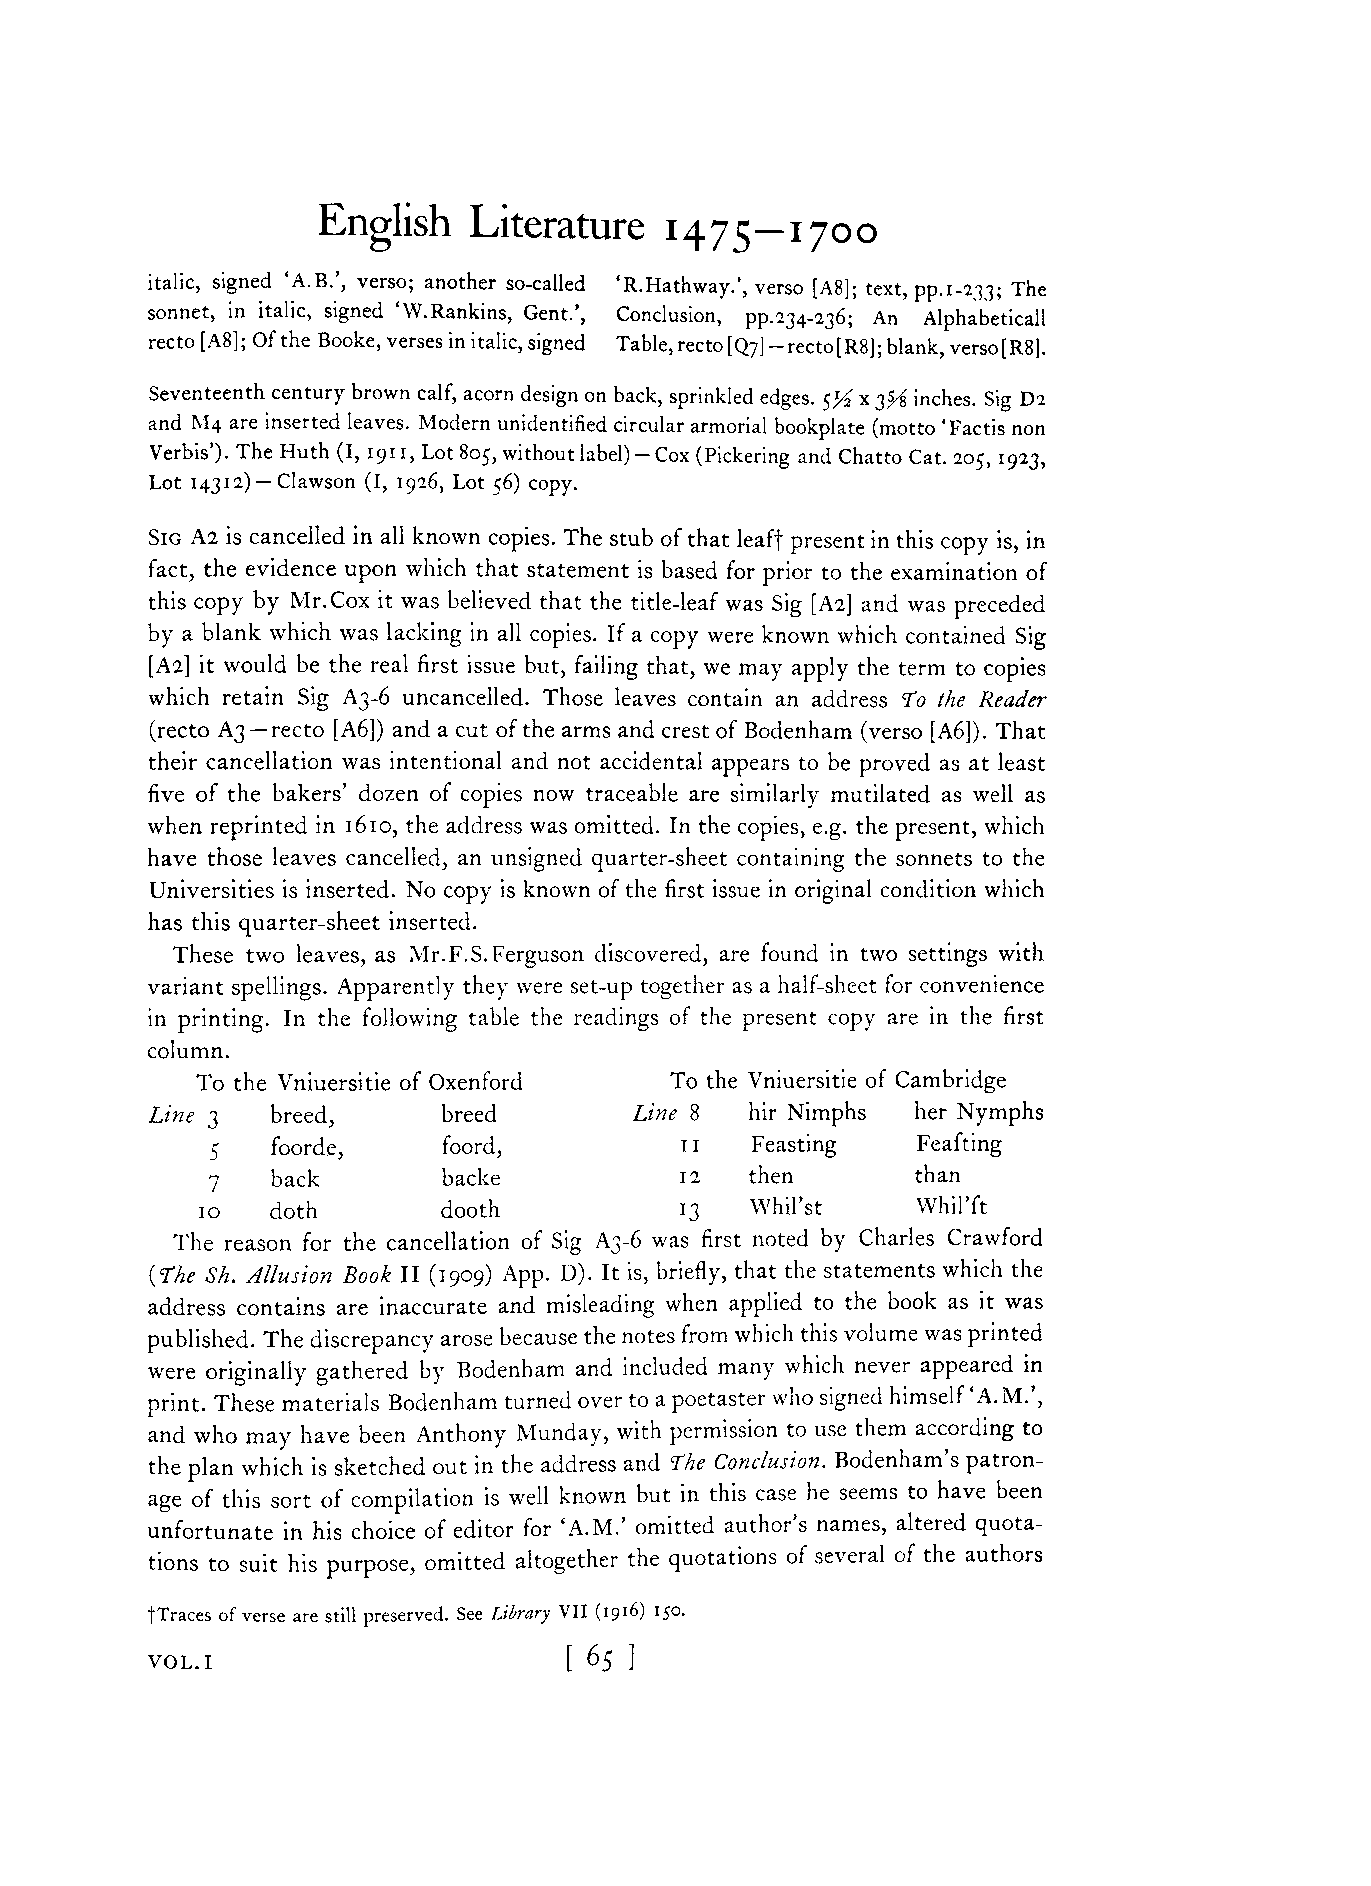 English Literature 1475—1700
italic, signed ‘A.B.’, verso; another so-called
sonnet, in italic, signed ‘W.Rankins, Gent.’,
recto [A8]; Of the Booke, verses in italic, signed
‘R.Hathway.’, verso [A8]; text, pp.1-233; The
Conclusion, pp.234-236; An Alphabeticall
Table, recto [Q7]—recto[R8]; blank, verso[R8].
Seventeenth century brown calf, acorn design on back, sprinkled edges. 5½ x 3⅝ inches. Sig D2
and M4 are inserted leaves. Modern unidentified circular armorial bookplate (motto ‘Factis non
Verbis’). The Huth (I, 1911, Lot 805, without label)—Cox (Pickering and Chatto Cat. 205, 1923,
Lot 14312)—Clawson (I, 1926, Lot 56) copy.
SIG A2 is cancelled in all known copies. The stub of that leaf† present in this copy is, in
fact, the evidence upon which that statement is based for prior to the examination of
this copy by Mr.Cox it was believed that the title-leaf was Sig [A2] and was preceded
by a blank which was lacking in all copies. If a copy were known which contained Sig
[A2] it would be the real first issue but, failing that, we may apply the term to copies
which retain Sig A3-6 uncancelled. Those leaves contain an address To the Reader
(recto A3—recto [A6]) and a cut of the arms and crest of Bodenham (verso [A6]). That
their cancellation was intentional and not accidental appears to be proved as at least
five of the bakers’ dozen of copies now traceable are similarly mutilated as well as
when reprinted in 1610, the address was omitted. In the copies, e.g. the present, which
have those leaves cancelled, an unsigned quarter-sheet containing the sonnets to the
Universities is inserted. No copy is known of the first issue in original condition which
has this quarter-sheet inserted.
These two leaves, as Mr.F.S.Ferguson discovered, are found in two settings with
variant spellings. Apparently they were set-up together as a half-sheet for convenience
in printing. In the following table the readings of the present copy are in the first
column.
To the Vniuersitie of Oxenford To the Vniuersitie of Cambridge
Line 3 breed, breed Line 8 hir Nimphs her Nymphs
5 foorde, foord, 11 Feasting Feaſting
7 back backe 12 then than
10 doth dooth 13 Whil’st Whil’ſt
The reason for the cancellation of Sig A3-6 was first noted by Charles Crawford
(The Sh. Allusion Book II (1909) App. D). It is, briefly, that the statements which the
address contains are inaccurate and misleading when applied to the book as it was
published. The discrepancy arose because the notes from which this volume was printed
were originally gathered by Bodenham and included many which never appeared in
print. These materials Bodenham turned over to a poetaster who signed himself ‘A.M.’,
and who may have been Anthony Munday, with permission to use them according to
the plan which is sketched out in the address and The Conclusion. Bodenham’s patron-
age of this sort of compilation is well known but in this case he seems to have been
unfortunate in his choice of editor for ‘A.M.’ omitted author’s names, altered quota-
tions to suit his purpose, omitted altogether the quotations of several of the authors
†Traces of verse are still preserved. See Library VII (1916) 150.
VOL.I [ 65 ]